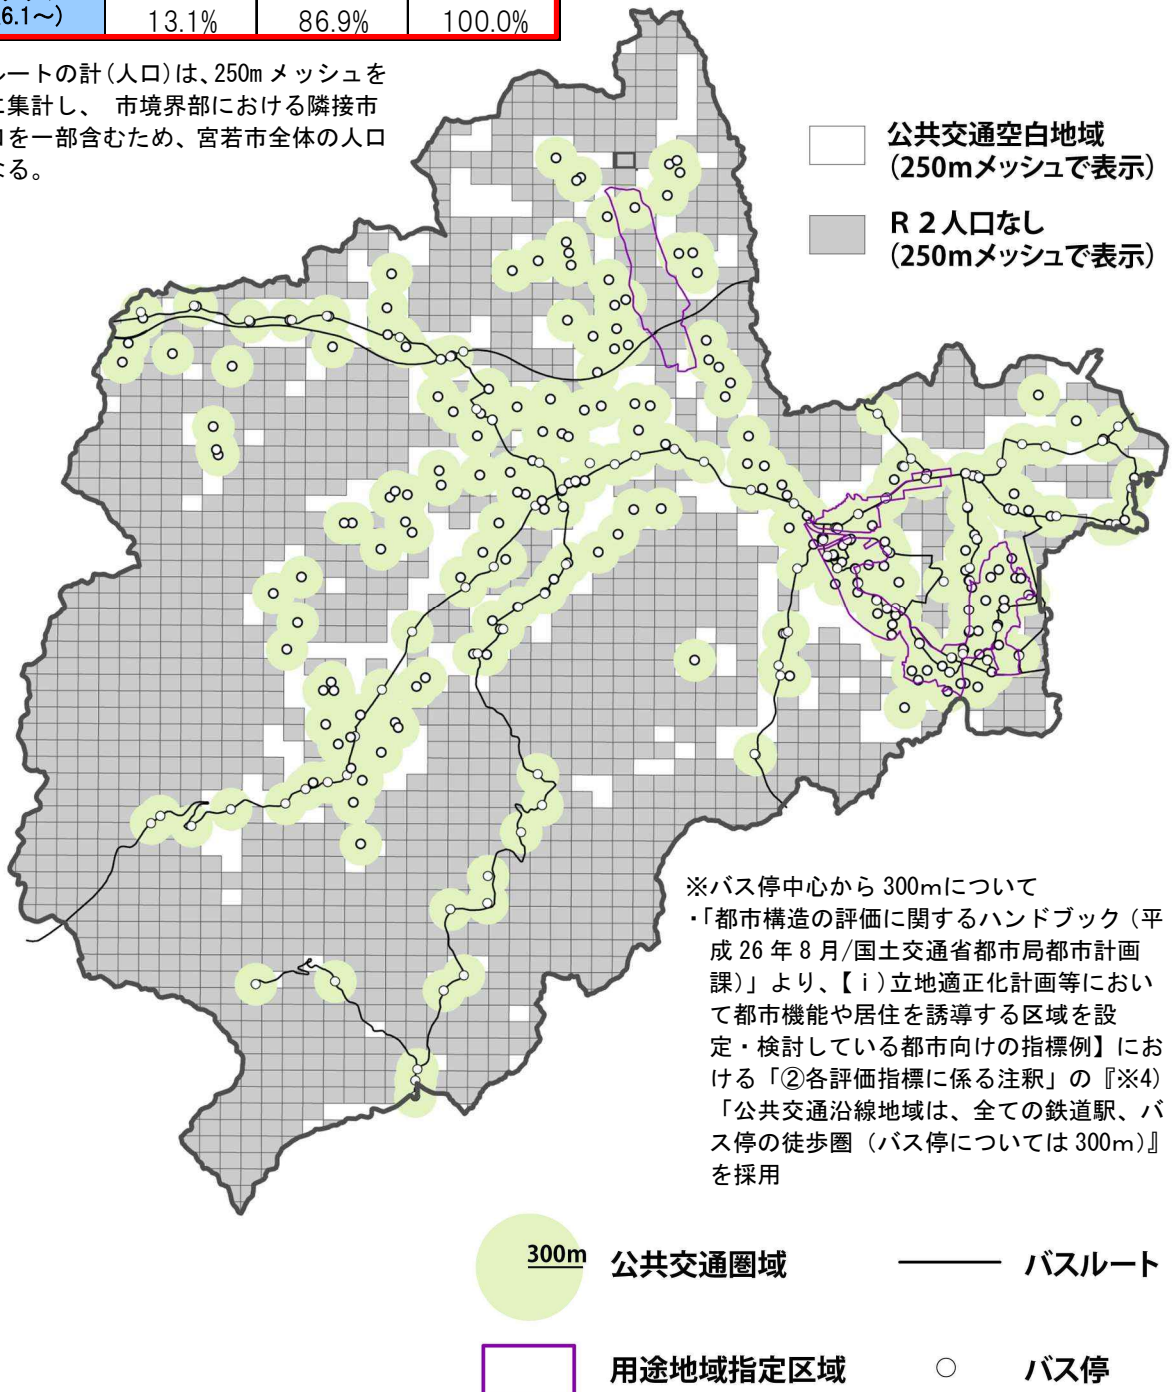 6.1～) 13.1% 86.9% 100.0%
ルートの計(人口)は、250mメッシュを
に集計し、 市境界部における隣接市
口を一部含むため、宮若市全体の人口
なる。
公共交通空白地域
(250mメッシュで表示)
Ｒ２人口なし
(250mメッシュで表示)
※バス停中心から300ｍについて
・「都市構造の評価に関するハンドブック（平
成26年8月/国土交通省都市局都市計画
課)」より、【ⅰ)立地適正化計画等におい
て都市機能や居住を誘導する区域を設
定・検討している都市向けの指標例】にお
ける「②各評価指標に係る注釈」の『※4)
「公共交通沿線地域は、全ての鉄道駅、バ
ス停の徒歩圏（バス停については300ｍ)』
を採用
300m 公共交通圏域 バスルート
用途地域指定区域 バス停